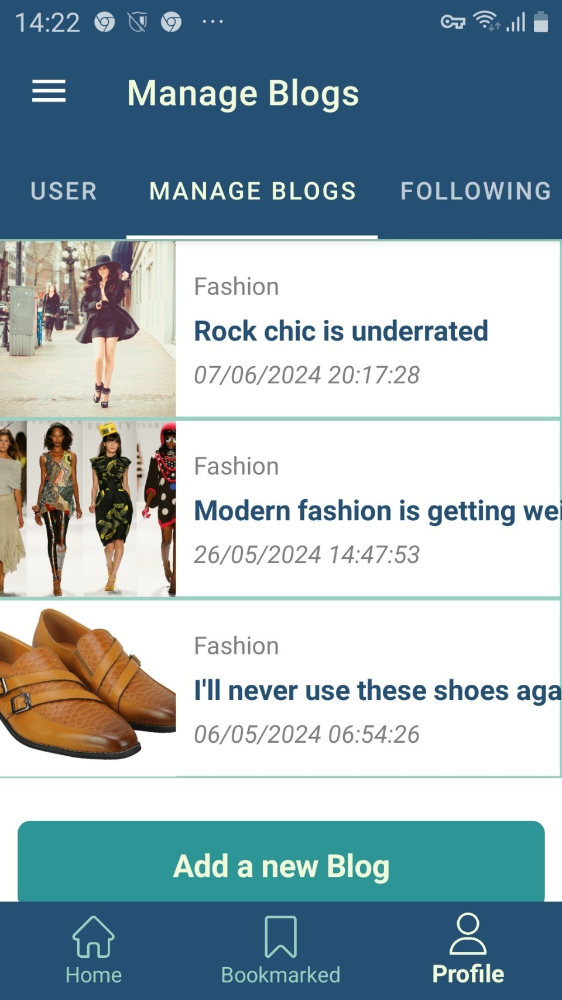 14:22
Manage Blogs
USER MANAGE BLOGS FOLLOWING
Fashion
Rock chic is underrated
07/06/2024 20:17:28
Fashion
Modern fashion is getting wei
26/05/2024 14:47:53
Fashion
I'll never use these shoes aga
06/05/2024 06:54:26
Add a new Blog
Home Bookmarked Profile